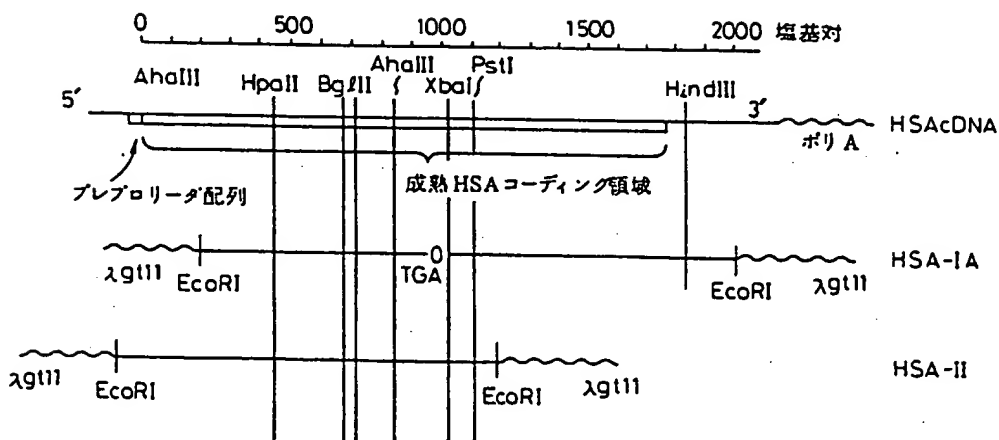 0 500 1000 1500 2000 塩基対
AhaIII PstI
AhaIII HpaII BglII XbaI HindIII
5′ 3′ HSAcDNA
ポリA
プレプロリーダ配列 成熟HSAコーディング領域
0 HSA-IA
λgt11 EcoRI TGA EcoRI λgt11
HSA-II
λgt11 EcoRI EcoRI λgt11